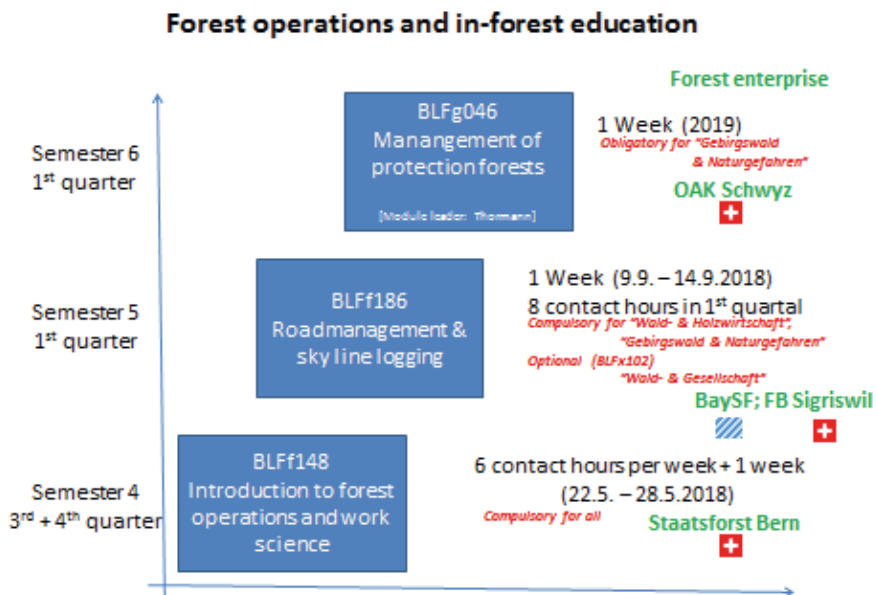 Forest operations and in-forest education
Forest enterprise
Semester 6
1st quarter
BLFg046
Manangement of
protection forests
[Module leader: Thormann]
1 Week (2019)
Obligatory for "Gebirgswald
& Naturgefahren"
OAK Schwyz
Semester 5
1st quarter
BLFf186
Roadmanagement &
sky line logging
1 Week (9.9. – 14.9.2018)
8 contact hours in 1st quartal
Compulsory for "Wald- & Holzwirtschaft",
"Gebirgswald & Naturgefahren"
Optional (BLFx102)
"Wald- & Gesellschaft"
BaySF; FB Sigriswil
Semester 4
3rd + 4th quarter
BLFf148
Introduction to forest
operations and work
science
6 contact hours per week + 1 week
(22.5. – 28.5.2018)
Compulsory for all
Staatsforst Bern